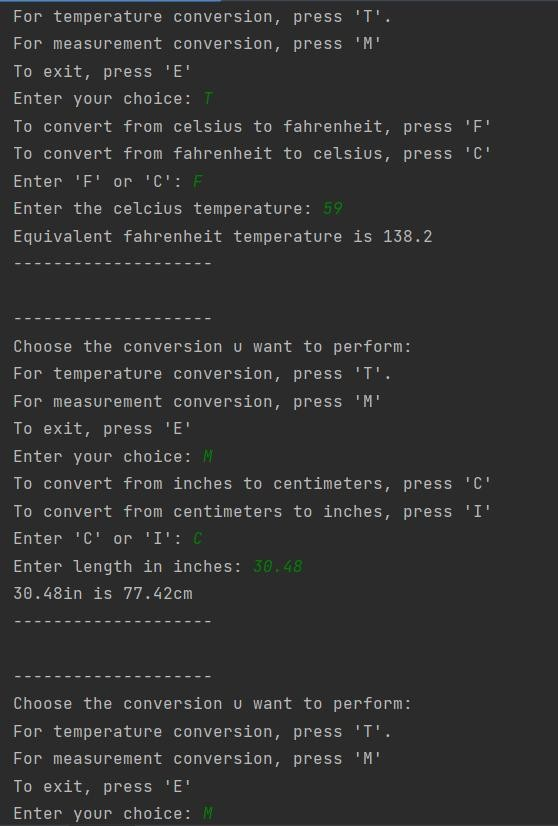 For temperature conversion, press 'T'.
For measurement conversion, press 'M'
To exit, press 'E'
Enter your choice: T
To convert from celsius to fahrenheit, press 'F'
To convert from fahrenheit to celsius, press 'C'
Enter 'F' or 'C': F
Enter the celcius temperature: 59
Equivalent fahrenheit temperature is 138.2
--------------------
--------------------
Choose the conversion u want to perform:
For temperature conversion, press 'T'.
For measurement conversion, press 'M'
To exit, press 'E'
Enter your choice: M
To convert from inches to centimeters, press 'C'
To convert from centimeters to inches, press 'I'
Enter 'C' or 'I': C
Enter length in inches: 30.48
30.48in is 77.42cm
--------------------
--------------------
Choose the conversion u want to perform:
For temperature conversion, press 'T'.
For measurement conversion, press 'M'
To exit, press 'E'
Enter your choice: M